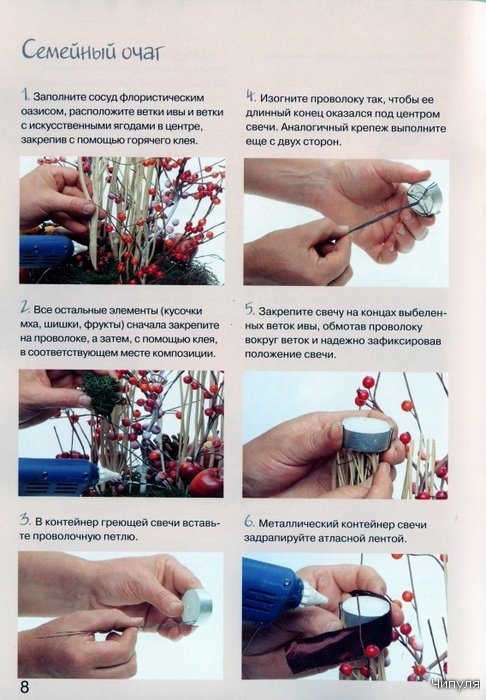 Семейный очаг
1. Заполните сосуд флористическим
оазисом, расположите ветки ивы и ветки
с искусственными ягодами в центре,
закрепив с помощью горячего клея.
2. Все остальные элементы (кусочки
мха, шишки, фрукты) сначала закрепите
на проволоке, а затем, с помощью клея,
в соответствующем месте композиции.
3. В контейнер греющей свечи вставь-
те проволочную петлю.
4. Изогните проволоку так, чтобы ее
длинный конец оказался под центром
свечи. Аналогичный крепеж выполните
еще с двух сторон.
5. Закрепите свечу на концах выбелен-
ных веток ивы, обмотав проволоку
вокруг веток и надежно зафиксировав
положение свечи.
6. Металлический контейнер свечи
задрапируйте атласной лентой.
8
Чипуля